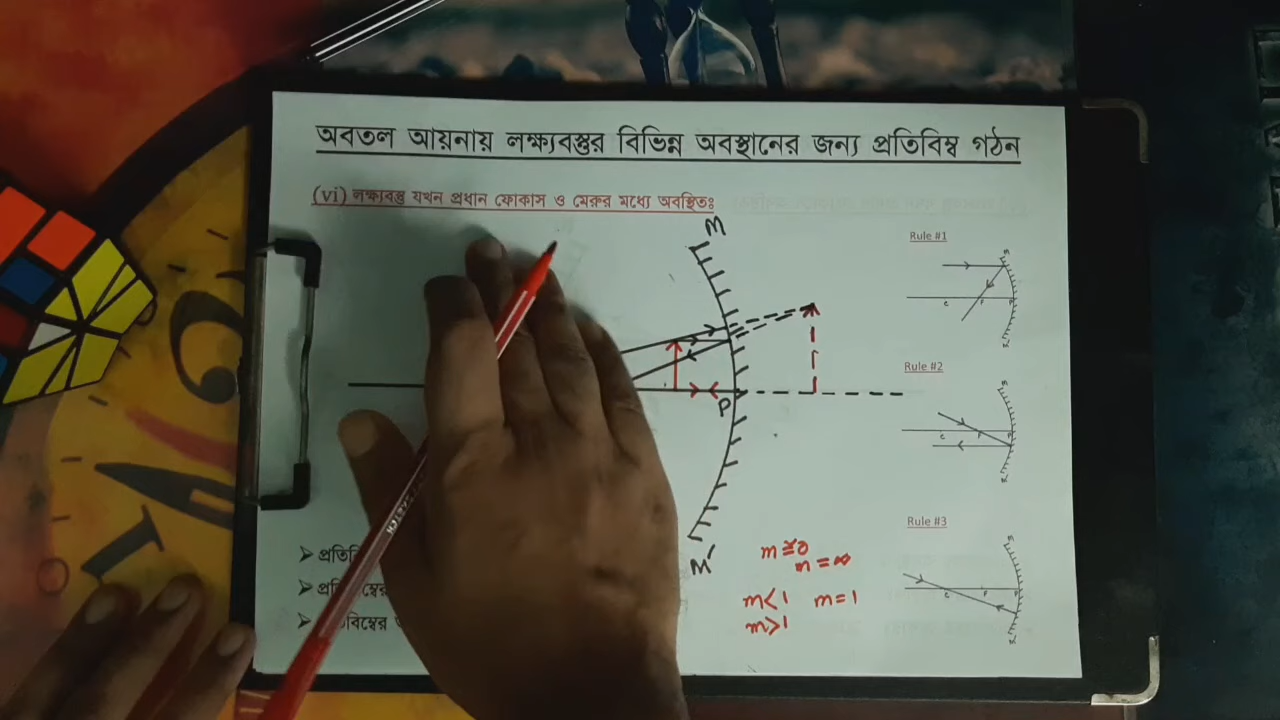 অবতল আয়নায় লক্ষ্যবস্তুর বিভিন্ন অবস্থানের জন্য প্রতিবিম্ব গঠন
(vi) লক্ষ্যবস্তু যখন প্রধান ফোকাস ও মেরুর মধ্যে অবস্থিতঃ
M
Rule #1
Rule #2
P
Rule #3
M'
m≅0
m=∞
m<1 m=1
m>1